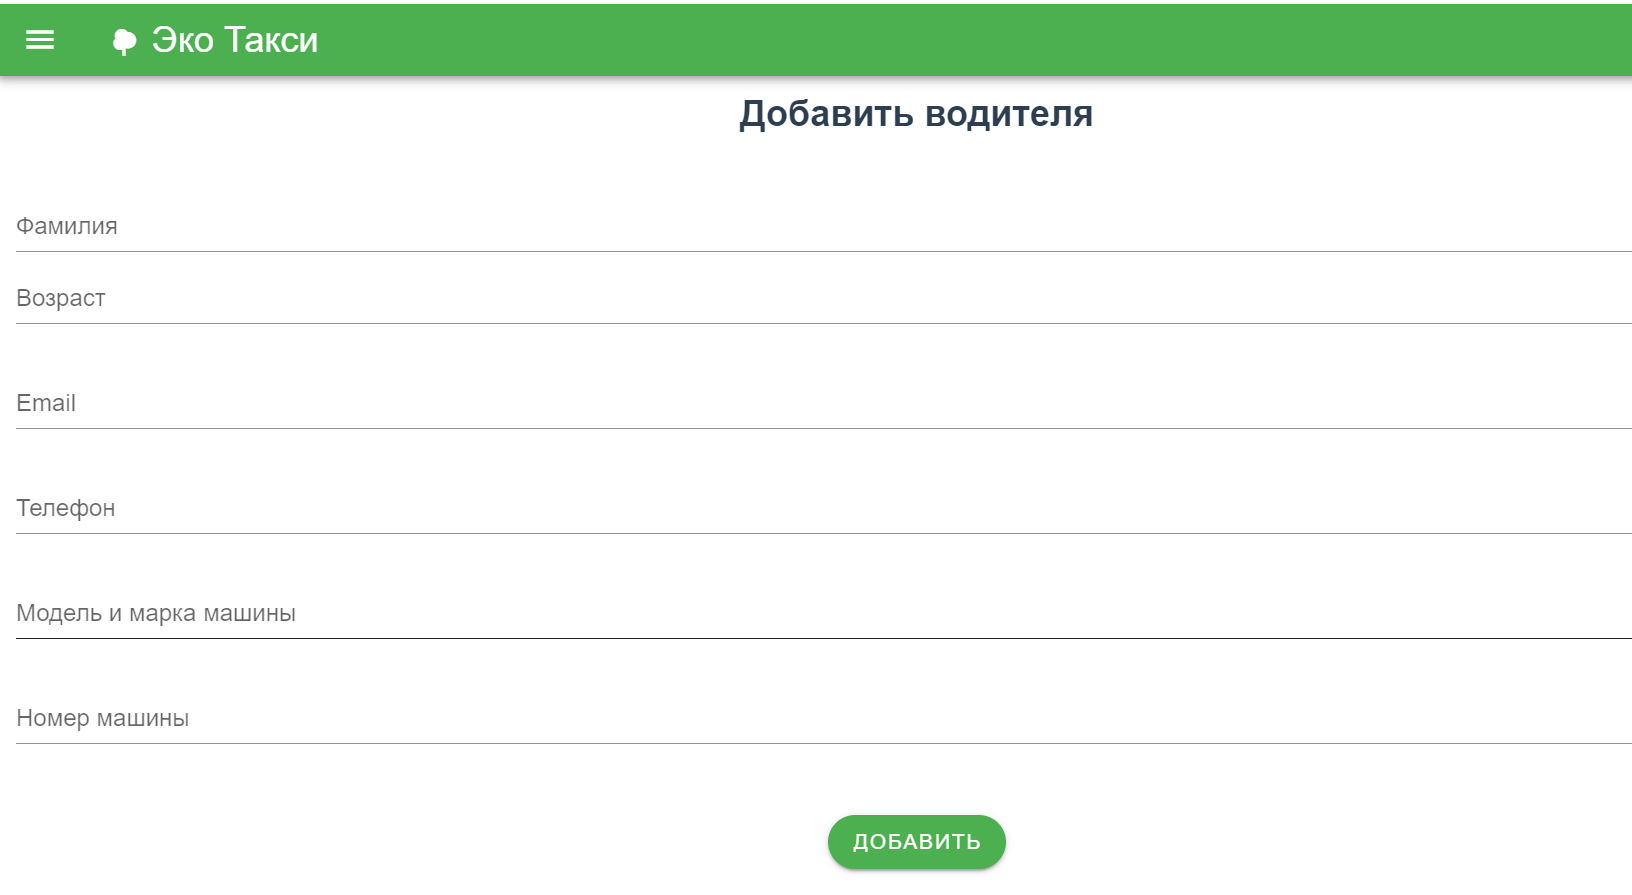 Эко Такси
Добавить водителя
Фамилия
Возраст
Email
Телефон
Модель и марка машины
Номер машины
ДОБАВИТЬ